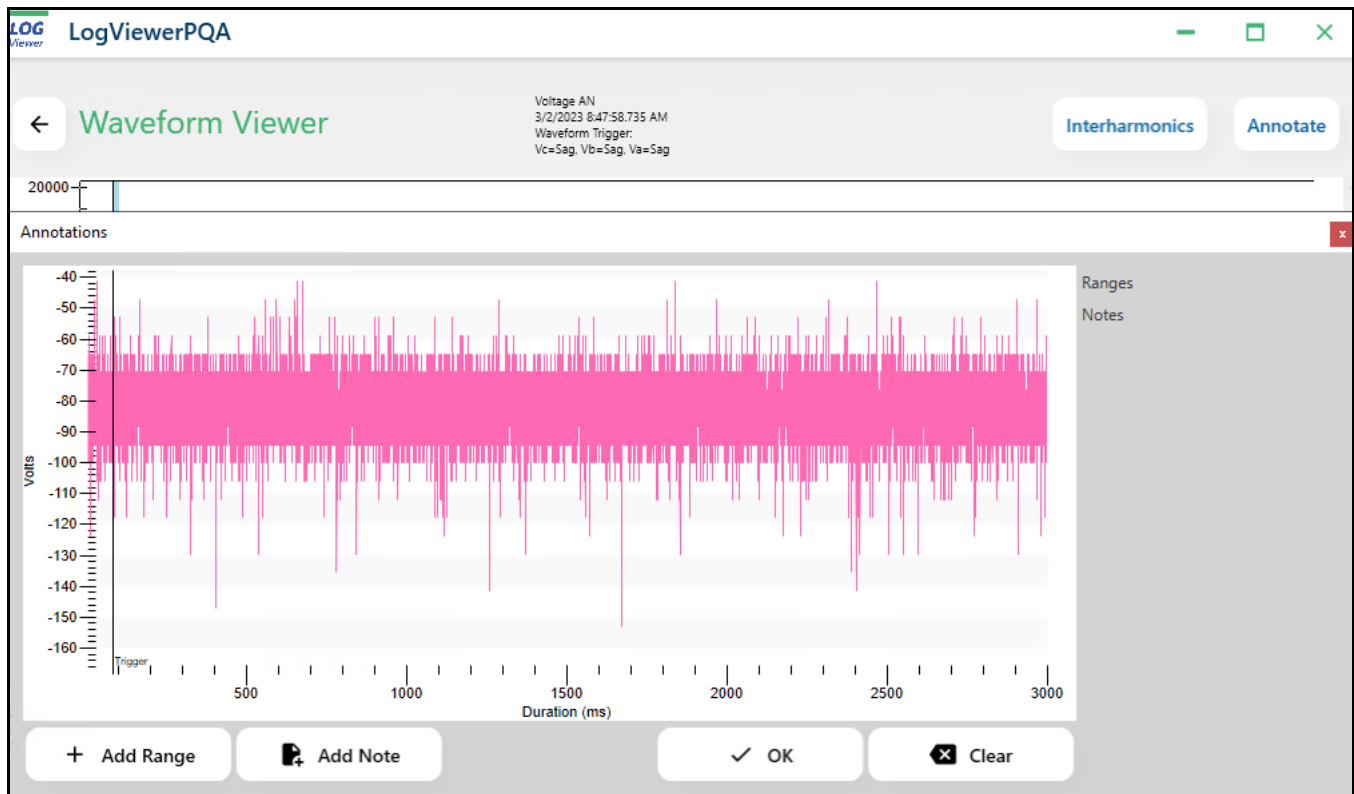 LOG
Viewer
LogViewerPQA
Waveform Viewer
Voltage AN
3/2/2023 8:47:58.735 AM
Waveform Trigger:
Vc=Sag, Vb=Sag, Va=Sag
Interharmonics
Annotate
20000
Annotations
x
-40
-50
-60
-70
-80
-90
-100
-110
-120
-130
-140
-150
-160
Volts
Trigger
500
1000
1500
2000
2500
3000
Duration (ms)
Ranges
Notes
Add Range
Add Note
OK
Clear